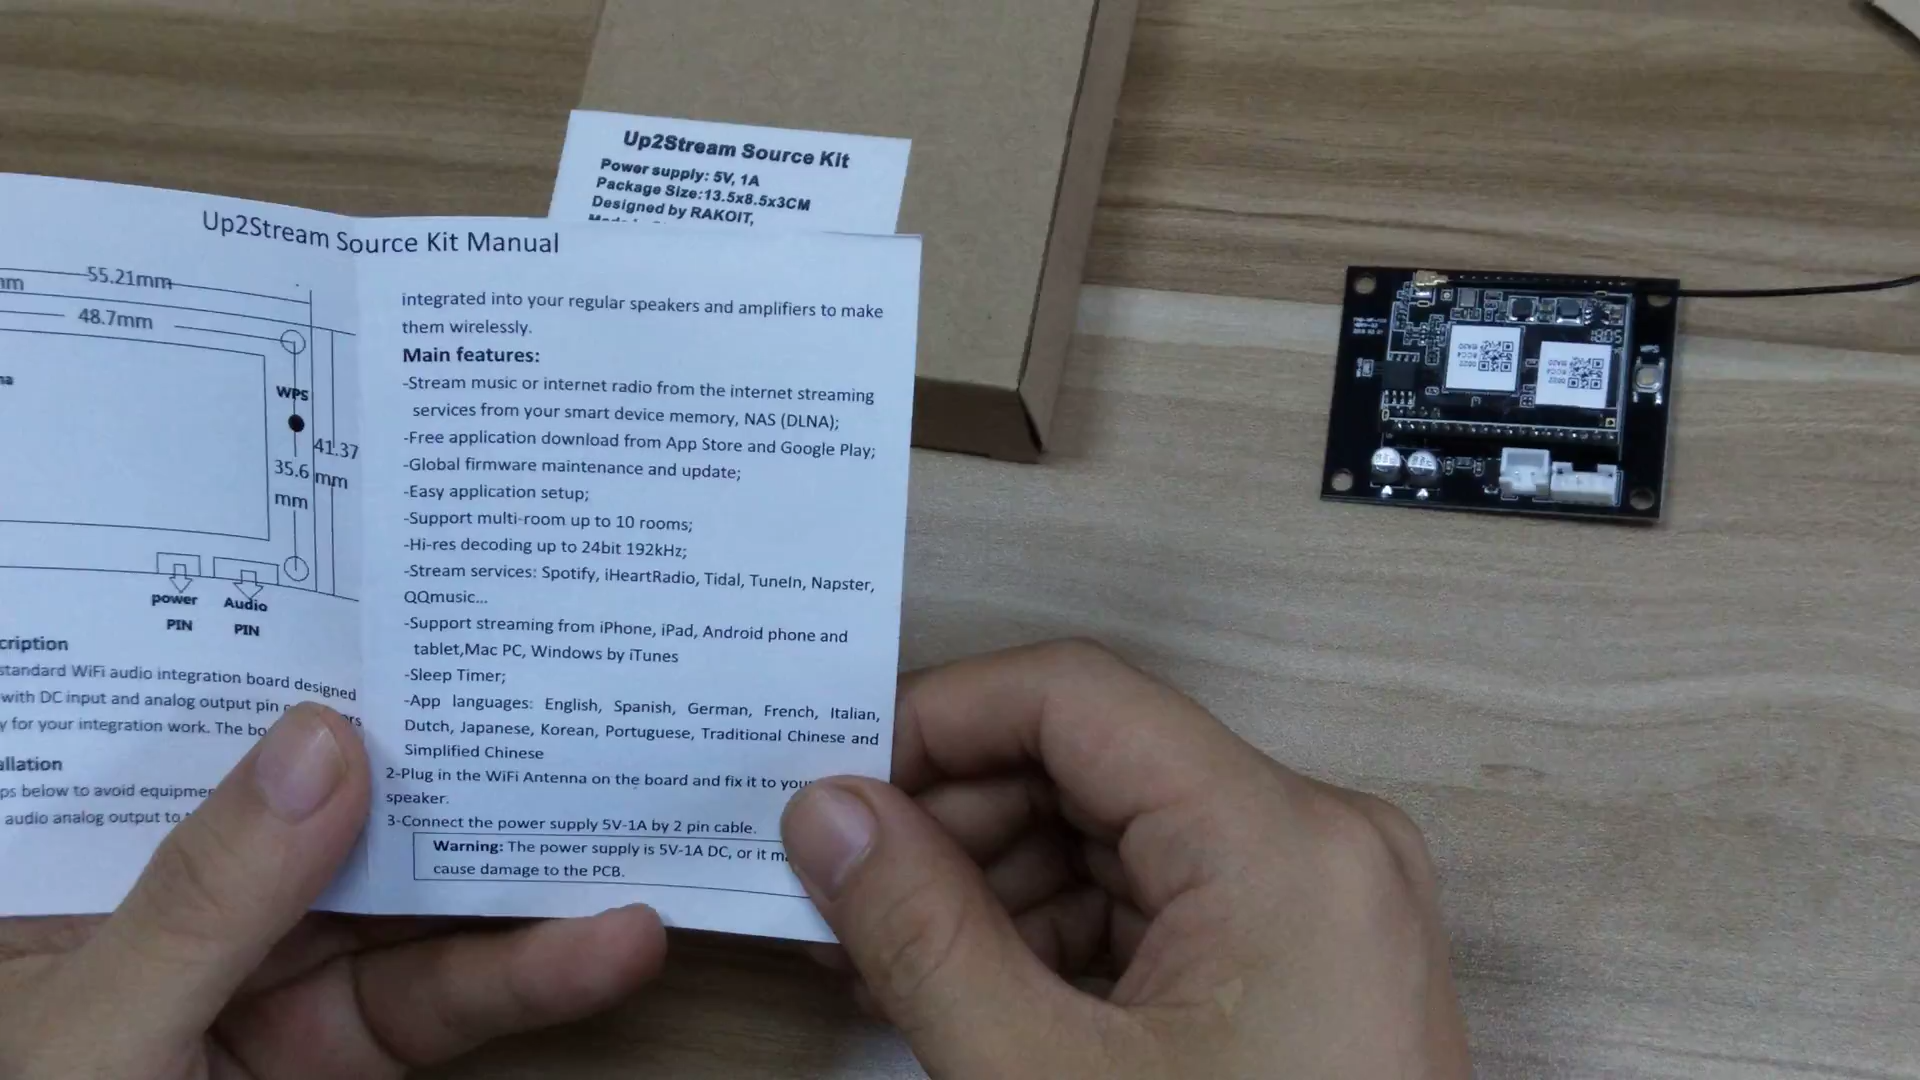 Up2Stream Source Kit
Power supply: 5V, 1A
Package Size:13.5x8.5x3CM
Designed by RAKOIT,
Up2Stream Source Kit Manual
55.21mm
48.7mm
WPS
41.37
mm
35.6
mm
power
PIN
Audio
PIN
standard WiFi audio integration board designed
with DC input and analog output pin
for your integration work. The
below to avoid
audio analog output to
integrated into your regular speakers and amplifiers to make
them wirelessly.
Main features:
-Stream music or internet radio from the internet streaming
services from your smart device memory, NAS (DLNA);
-Free application download from App Store and Google Play;
-Global firmware maintenance and update;
-Easy application setup;
-Support multi-room up to 10 rooms;
-Hi-res decoding up to 24bit 192kHz;
-Stream services: Spotify, iHeartRadio, Tidal, TuneIn, Napster,
QQmusic...
-Support streaming from iPhone, iPad, Android phone and
tablet,Mac PC, Windows by iTunes
-Sleep Timer;
-App languages: English, Spanish, German, French, Italian,
Dutch, Japanese, Korean, Portuguese, Traditional Chinese and
Simplified Chinese
2-Plug in the WiFi Antenna on the board and fix it to your
speaker.
3-Connect the power supply 5V-1A by 2 pin cable.
Warning: The power supply is 5V-1A DC, or it
cause damage to the PCB.